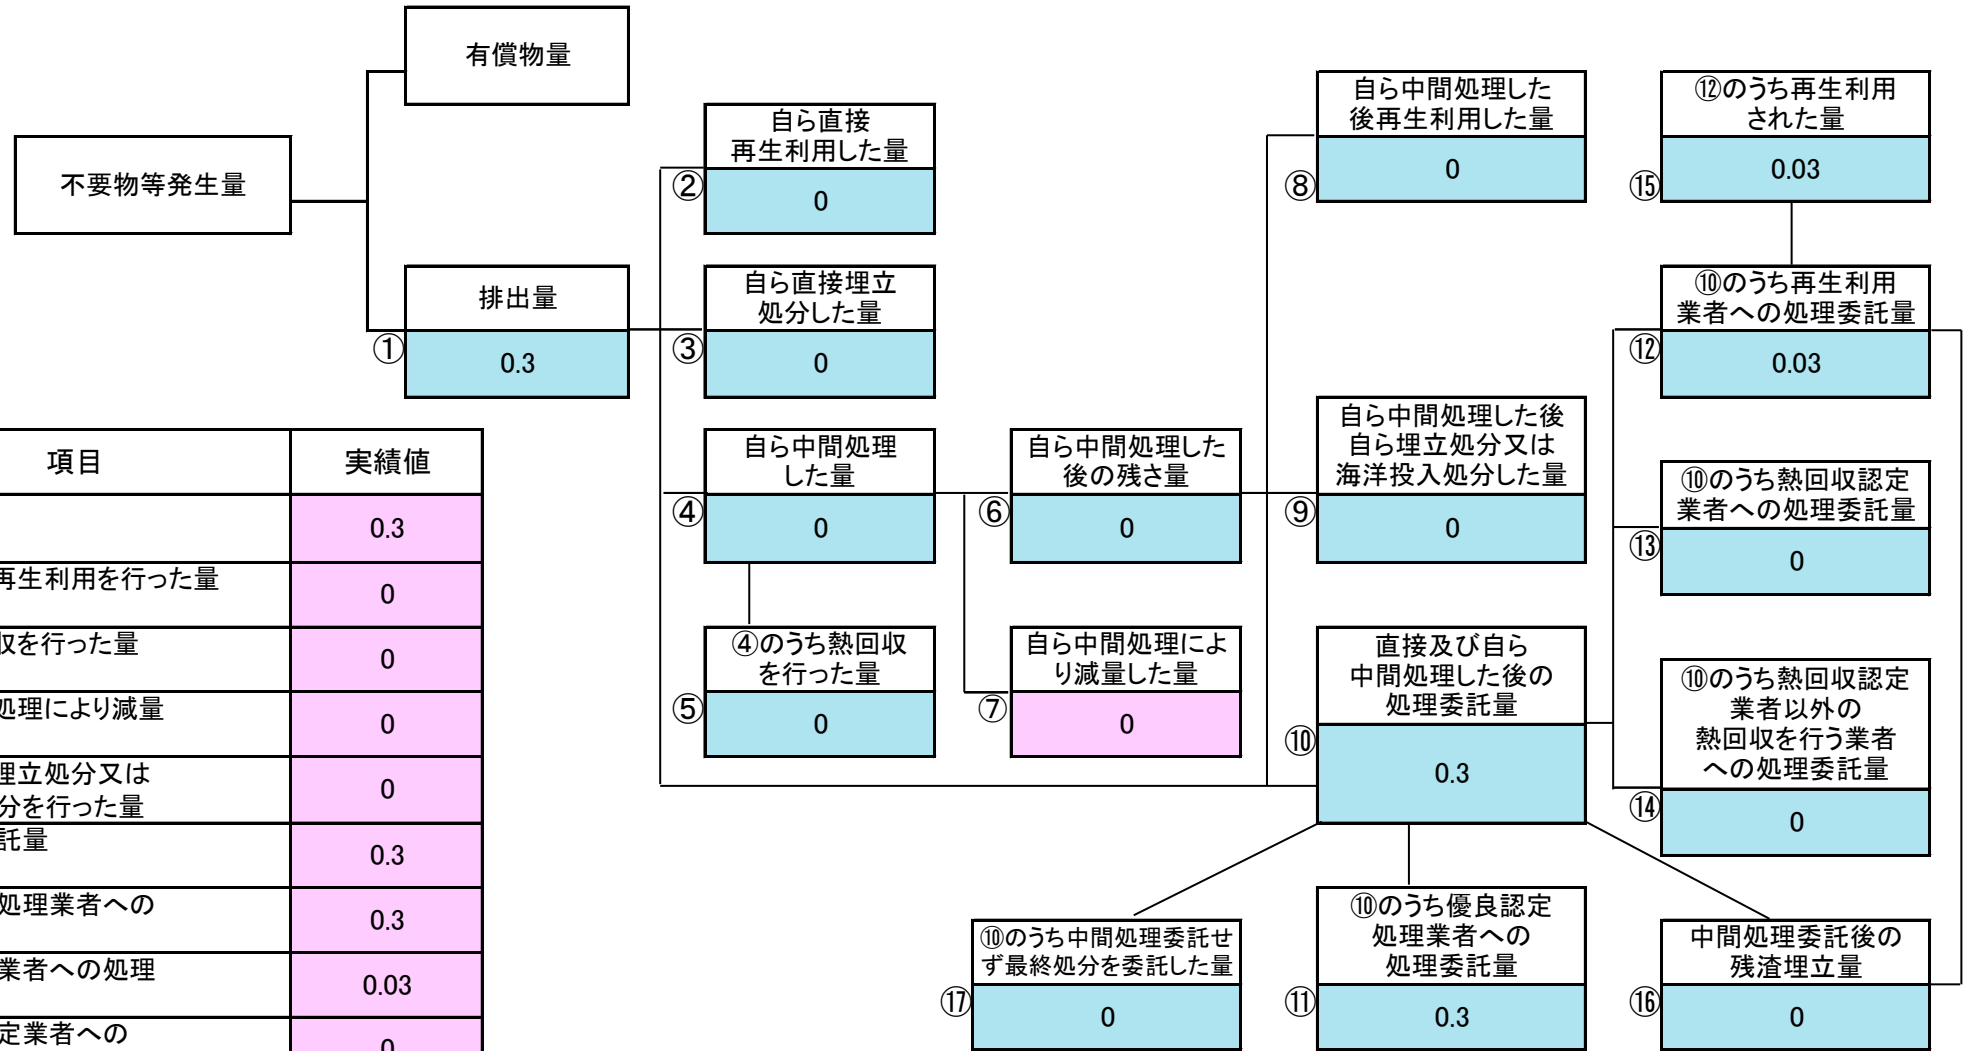 有償物量
不要物等発生量
排出量
①
0.3
自ら直接
再生利用した量
②
0
自ら直接埋立
処分した量
③
0
自ら中間処理
した量
④
0
④のうち熱回収
を行った量
⑤
0
自ら中間処理した
後の残さ量
⑥
0
自ら中間処理によ
り減量した量
⑦
0
自ら中間処理した
後再生利用した量
⑧
0
自ら中間処理した後
自ら埋立処分又は
海洋投入処分した量
⑨
0
直接及び自ら
中間処理した後の
処理委託量
⑩
0.3
⑫のうち再生利用
された量
⑮
0.03
⑩のうち再生利用
業者への処理委託量
⑫
0.03
⑩のうち熱回収認定
業者への処理委託量
⑬
0
⑩のうち熱回収認定
業者以外の
熱回収を行う業者
への処理委託量
⑭
0
⑩のうち中間処理委託せ
ず最終処分を委託した量
⑰
0
⑩のうち優良認定
処理業者への
処理委託量
⑪
0.3
中間処理委託後の
残渣埋立量
⑯
0
項目 実績値
0.3
再生利用を行った量 0
収を行った量 0
処理により減量 0
埋立処分又は
分を行った量 0
託量 0.3
処理業者への 0.3
業者への処理 0.03
定業者への 0